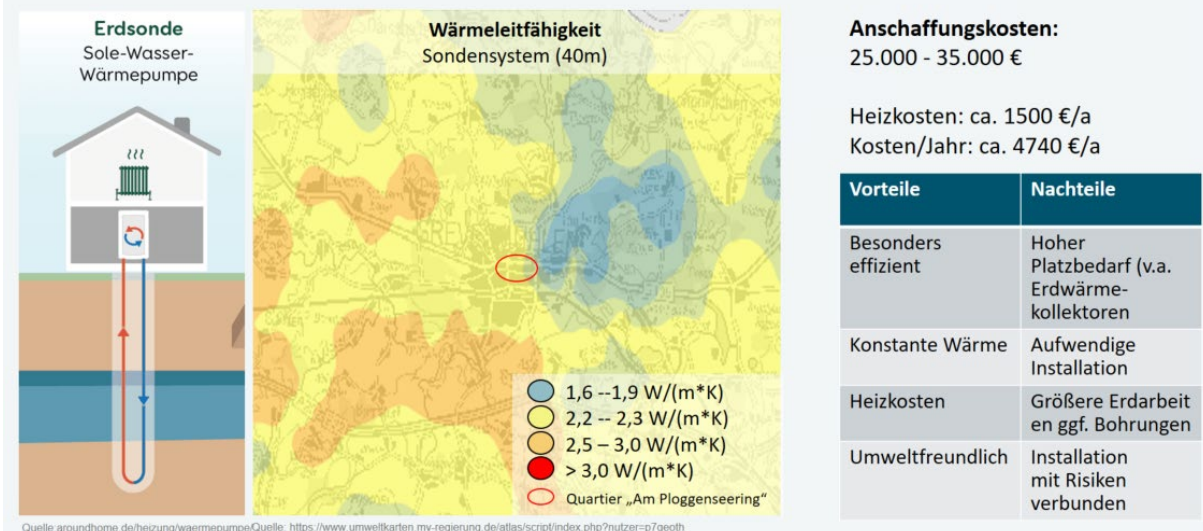 Erdsonde
Sole-Wasser-
Wärmepumpe
Wärmeleitfähigkeit
Sondensystem (40m)
1,6 --1,9 W/(m*K)
2,2 – 2,3 W/(m*K)
2,5 – 3,0 W/(m*K)
> 3,0 W/(m*K)
Quartier „Am Ploggenseering“
Anschaffungskosten:
25.000 - 35.000 €
Heizkosten: ca. 1500 €/a
Kosten/Jahr: ca. 4740 €/a
Vorteile
Nachteile
Besonders
effizient
Hoher
Platzbedarf (v.a.
Erdwärme-
kollektoren
Konstante Wärme
Aufwendige
Installation
Heizkosten
Größere Erdarbeit
en ggf. Bohrungen
Umweltfreundlich
Installation
mit Risiken
verbunden
Quelle aroundhome.de/heizung/waermepumpe/Quelle: https://www.umweltkarten.mv-regierung.de/atlas/script/index.php?nutzer=p7geoth